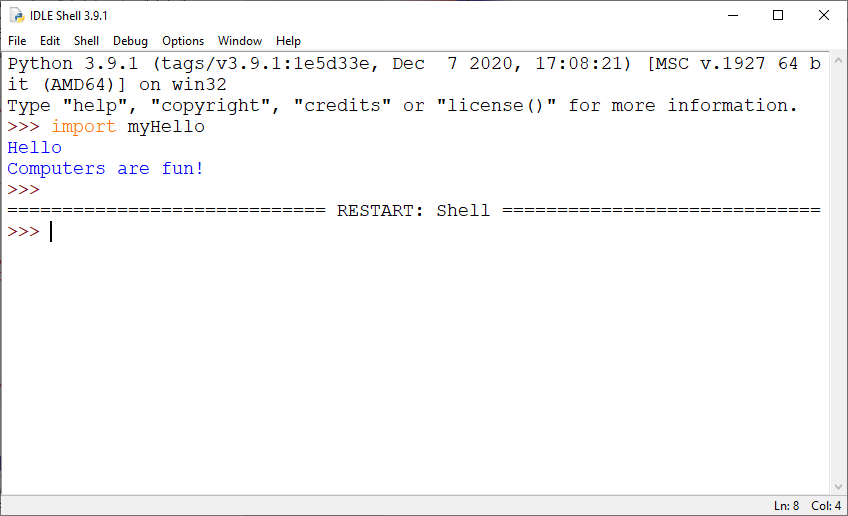 IDLE Shell 3.9.1
File Edit Shell Debug Options Window Help
Python 3.9.1 (tags/v3.9.1:1e5d33e, Dec  7 2020, 17:08:21) [MSC v.1927 64 b
it (AMD64)] on win32
Type "help", "copyright", "credits" or "license()" for more information.
>>> import myHello
Hello
Computers are fun!
>>>
============================= RESTART: Shell =============================
>>>
Ln: 8 Col: 4